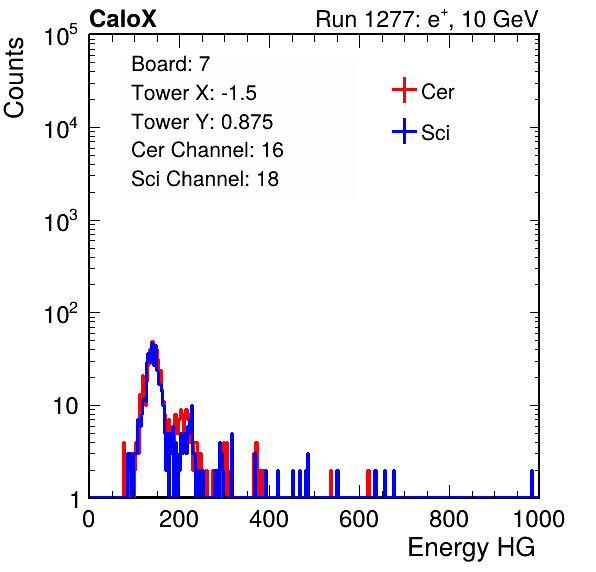 CaloX Run 1277: e+, 10 GeV
Counts
10^5
10^4
10^3
10^2
10
1
Board: 7
Tower X: -1.5
Tower Y: 0.875
Cer Channel: 16
Sci Channel: 18
Cer
Sci
0 200 400 600 800 1000
Energy HG